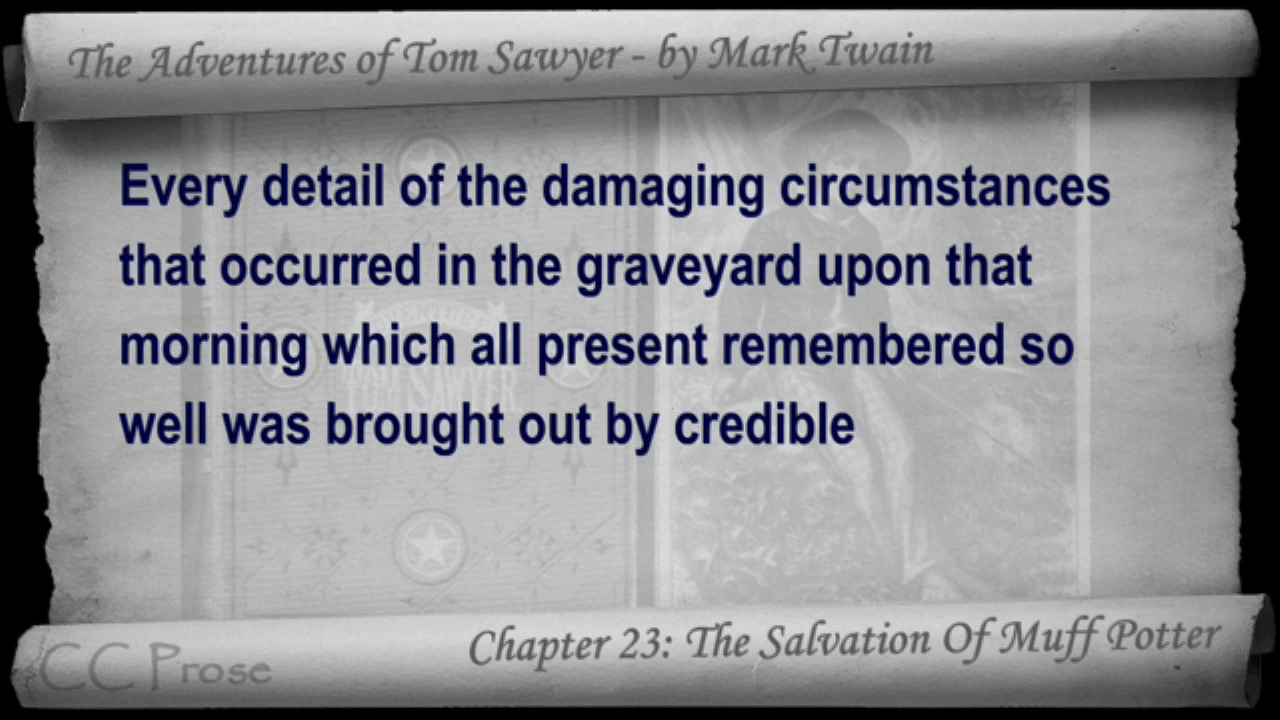 The Adventures of Tom Sawyer - by Mark Twain
Every detail of the damaging circumstances
that occurred in the graveyard upon that
morning which all present remembered so
well was brought out by credible
Chapter 23: The Salvation Of Muff Potter
CC Prose